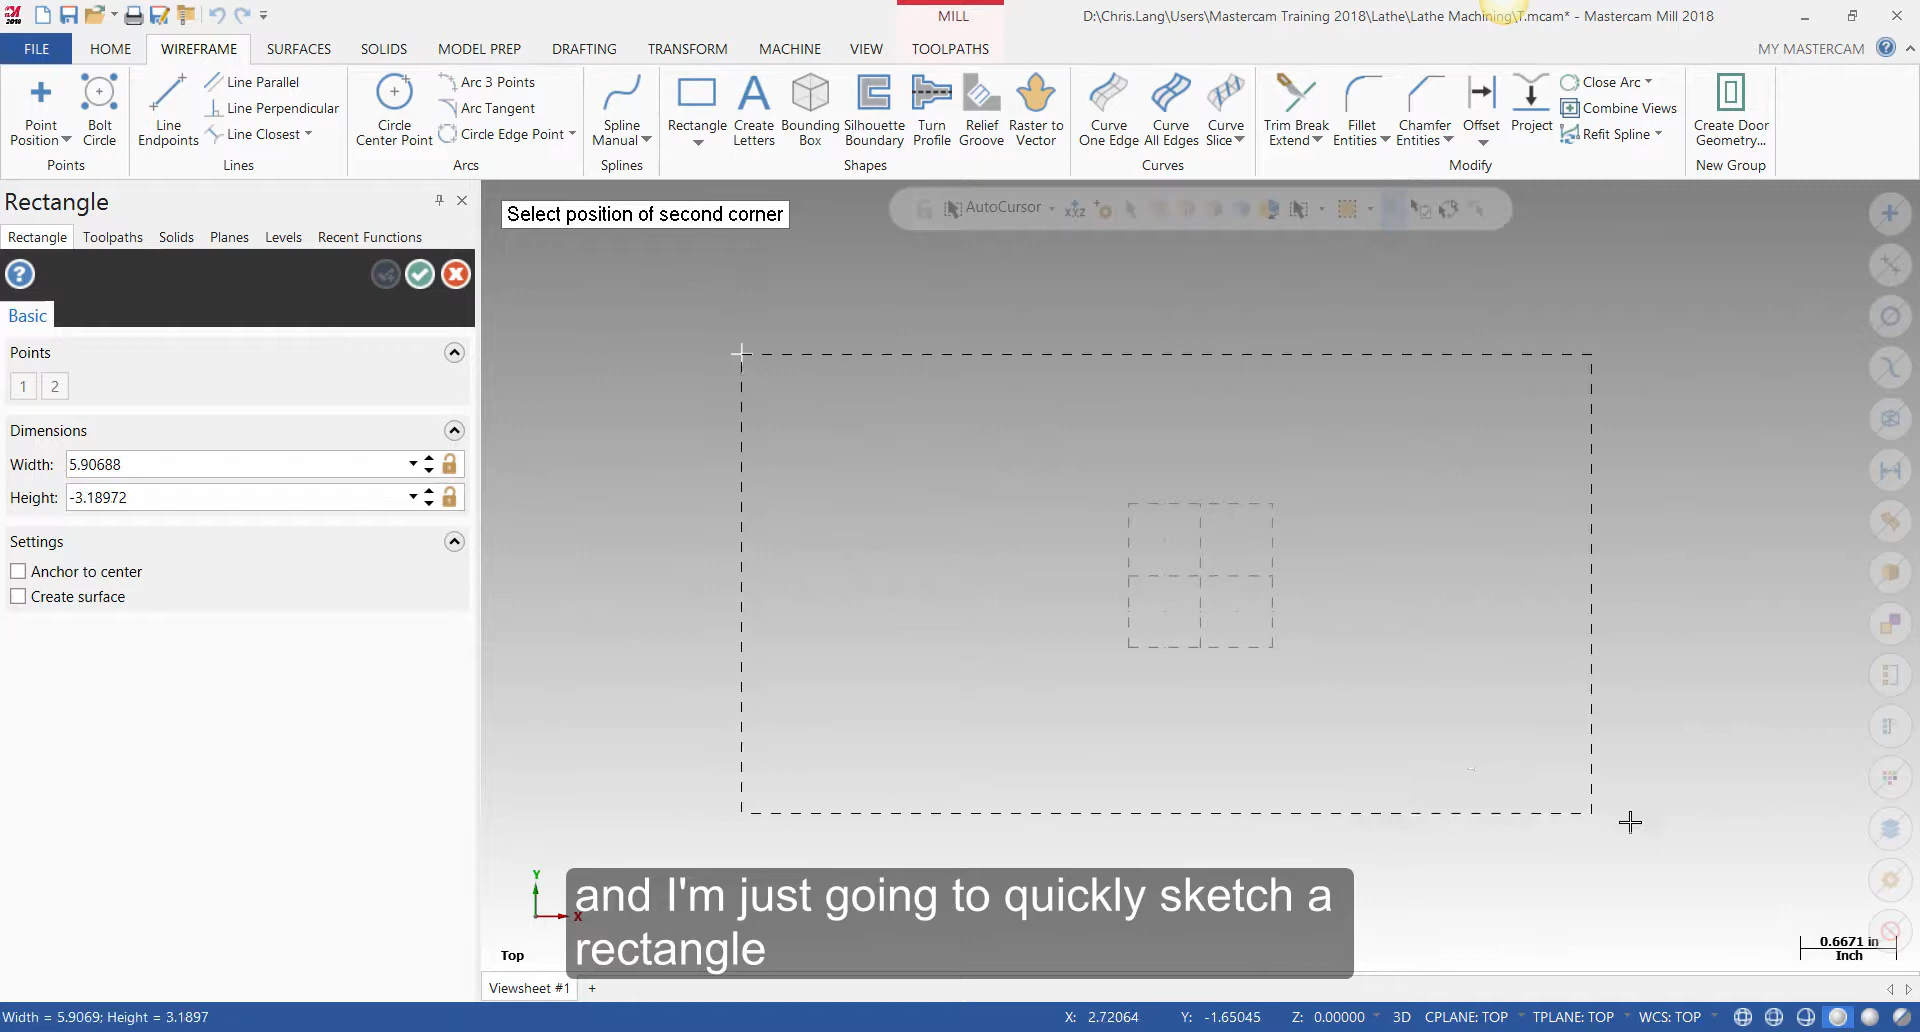 MILL
D:\Chris.Lang\Users\Mastercam Training 2018\Lathe\Lathe Machining\T.mcam* - Mastercam Mill 2018
FILE HOME WIREFRAME SURFACES SOLIDS MODEL PREP DRAFTING TRANSFORM MACHINE VIEW TOOLPATHS MY MASTERCAM
Point Position
Bolt Circle
Points
Line Endpoints
Line Parallel
Line Perpendicular
Line Closest
Lines
Circle Center Point
Arc 3 Points
Arc Tangent
Circle Edge Point
Arcs
Spline Manual
Splines
Rectangle
Create Letters
Bounding Box
Silhouette Boundary
Turn Profile
Relief Groove
Raster to Vector
Shapes
Curve One Edge
Curve All Edges
Curve Slice
Curves
Trim Break Extend
Fillet Entities
Chamfer Entities
Offset
Project
Close Arc
Combine Views
Refit Spline
Modify
Create Door Geometry...
New Group
Rectangle
Rectangle Toolpaths Solids Planes Levels Recent Functions
Basic
Points
1 2
Dimensions
Width: 5.90688
Height: -3.18972
Settings
Anchor to center
Create surface
Select position of second corner
AutoCursor
Y
X
and I'm just going to quickly sketch a
rectangle
Top
0.6671 in
Inch
Viewsheet #1 +
Width = 5.9069; Height = 3.1897
X: 2.72064 Y: -1.65045 Z: 0.00000 3D CPLANE: TOP TPLANE: TOP WCS: TOP